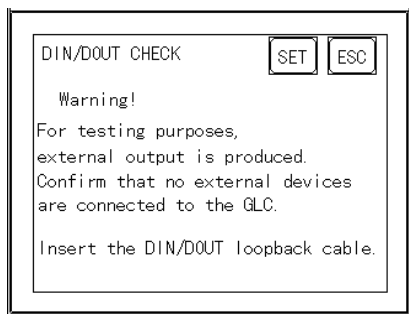 DIN/DOUT CHECK SET ESC
Warning!
For testing purposes,
external output is produced.
Confirm that no external devices
are connected to the GLC.
Insert the DIN/DOUT loopback cable.